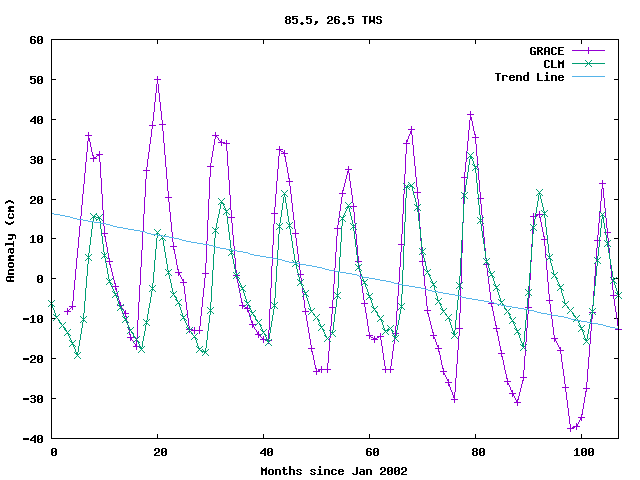 85.5, 26.5 TWS
GRACE
CLM
Trend Line
60
50
40
30
20
10
0
-10
-20
-30
-40
Anomaly (cm)
0 20 40 60 80 100
Months since Jan 2002